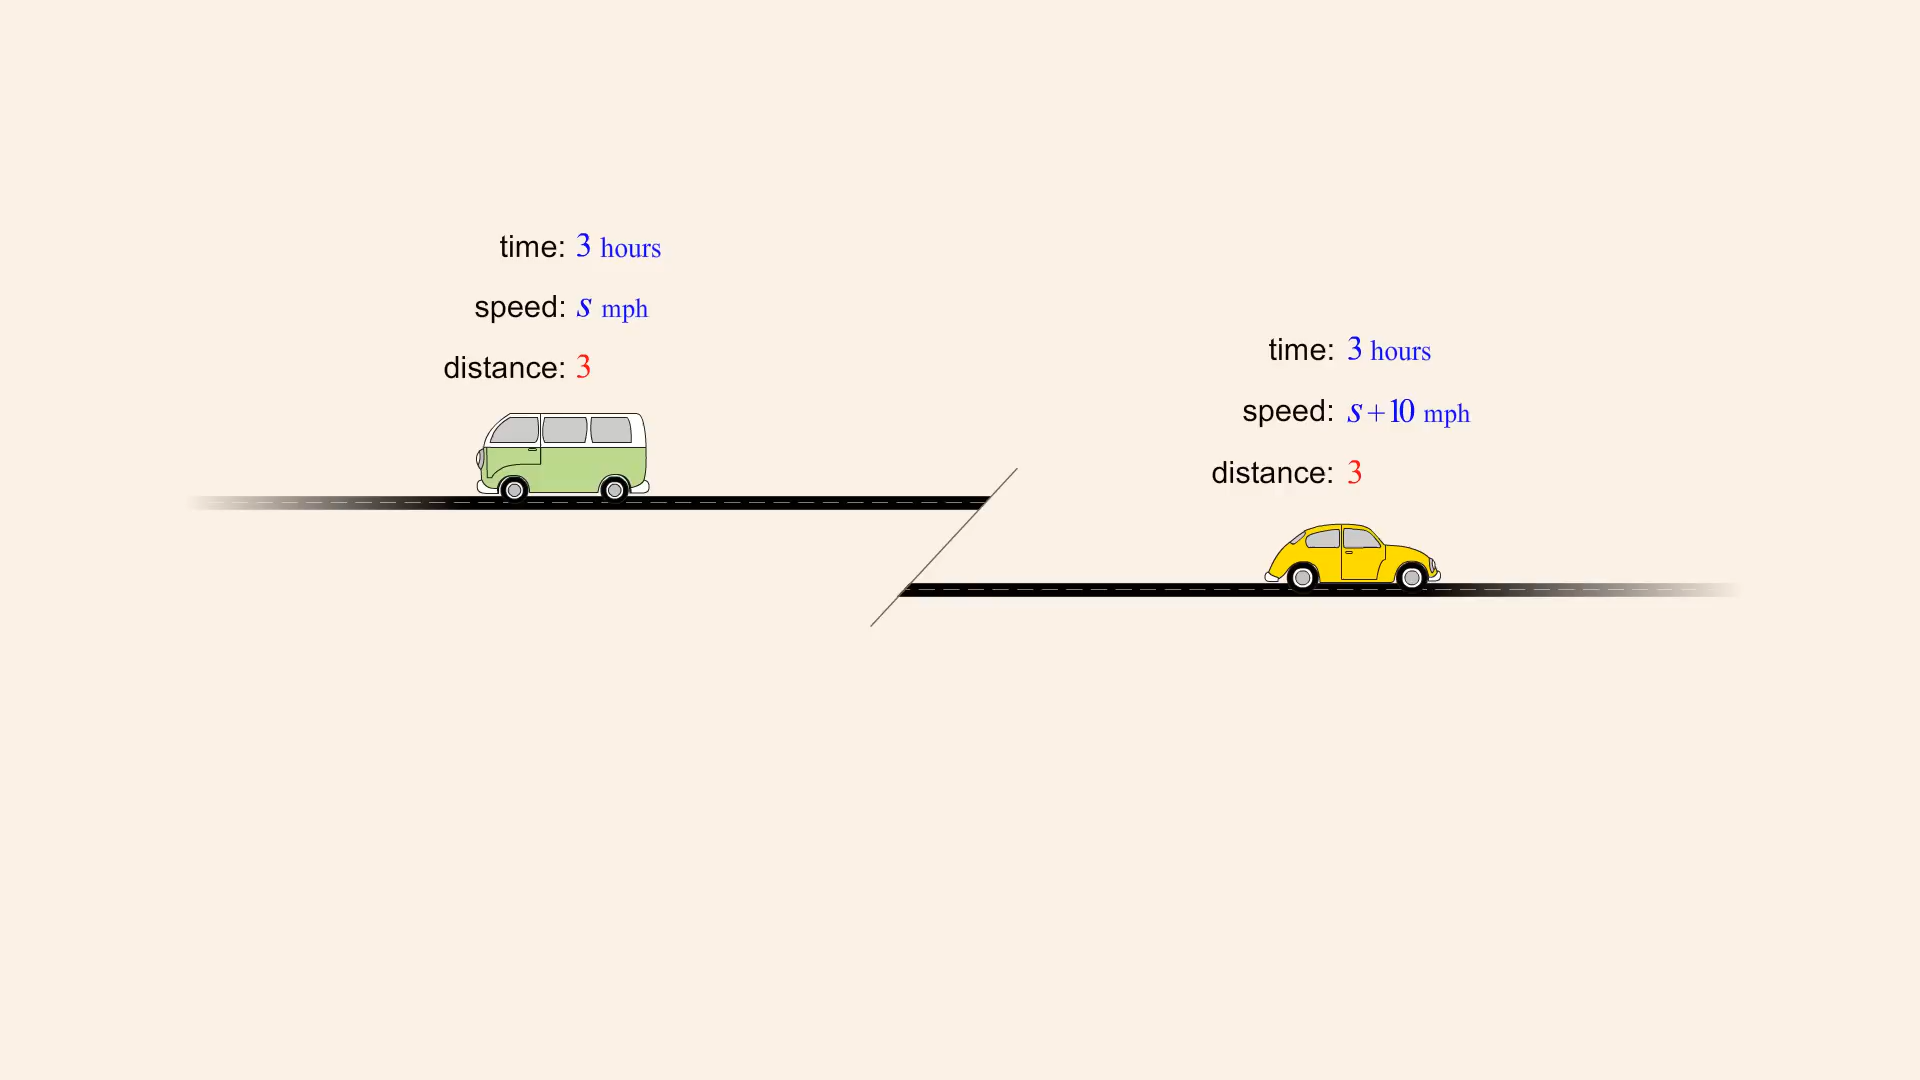 time: 3 hours
speed: s mph
distance: 3
time: 3 hours
speed: s+10 mph
distance: 3